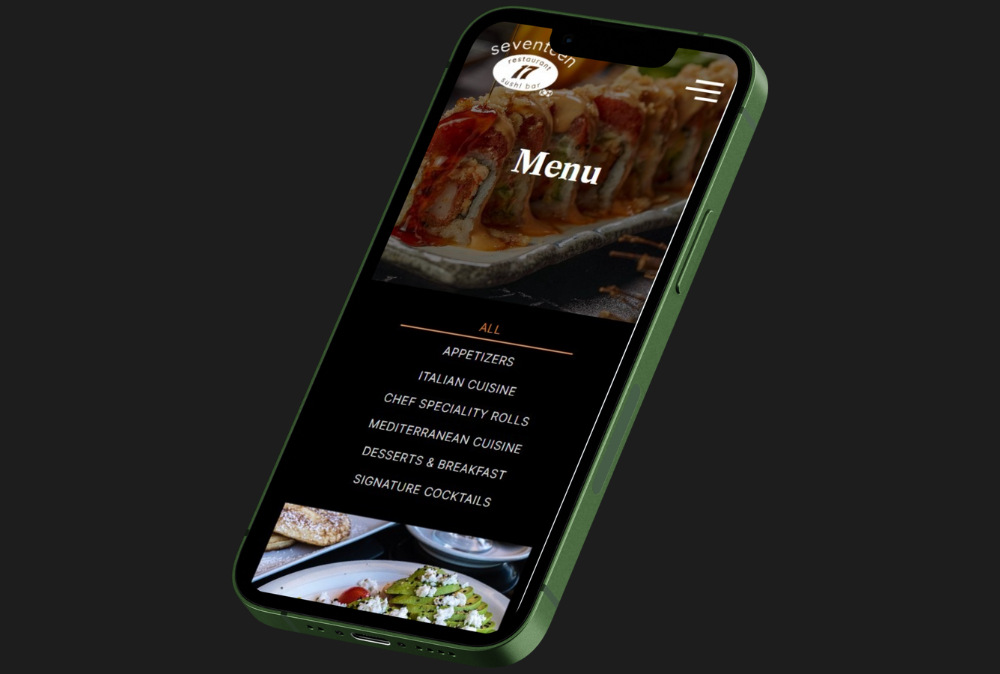 seventeen
restaurant
17
Sushi bar
Menu
ALL
APPETIZERS
ITALIAN CUISINE
CHEF SPECIALITY ROLLS
MEDITERRANEAN CUISINE
DESSERTS & BREAKFAST
SIGNATURE COCKTAILS